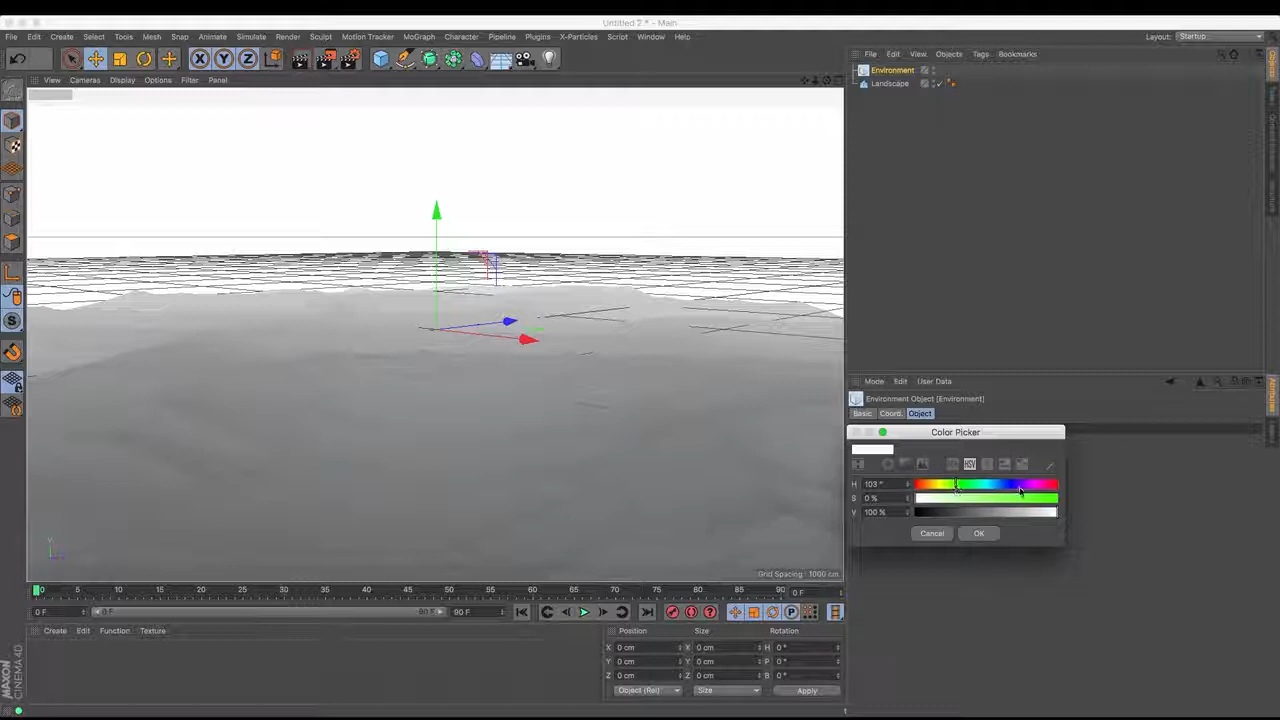 Untitled 2 * - Main
File Edit Create Select Tools Mesh Snap Animate Simulate Render Sculpt Motion Tracker MoGraph Character Pipeline Plugins X-Particles Script Window Help
Layout: Startup
X Y Z
File Edit View Objects Tags Bookmarks
View Cameras Display Options Filter Panel
Environment
Landscape
Mode Edit User Data
Environment Object [Environment]
Basic Coord. Object
Color Picker
HSV
H 103 °
S 0 %
V 100 %
Cancel OK
Grid Spacing : 1000 cm
0 5 10 15 20 25 30 35 40 45 50 55 60 65 70 75 80 85 90 0 F
0 F 0 F 90 F 90 F
Create Edit Function Texture
Position Size Rotation
X 0 cm X 0 cm H 0 °
Y 0 cm Y 0 cm P 0 °
Z 0 cm Z 0 cm B 0 °
Object (Rel) Size Apply
MAXON
CINEMA 4D
Objects
Attributes